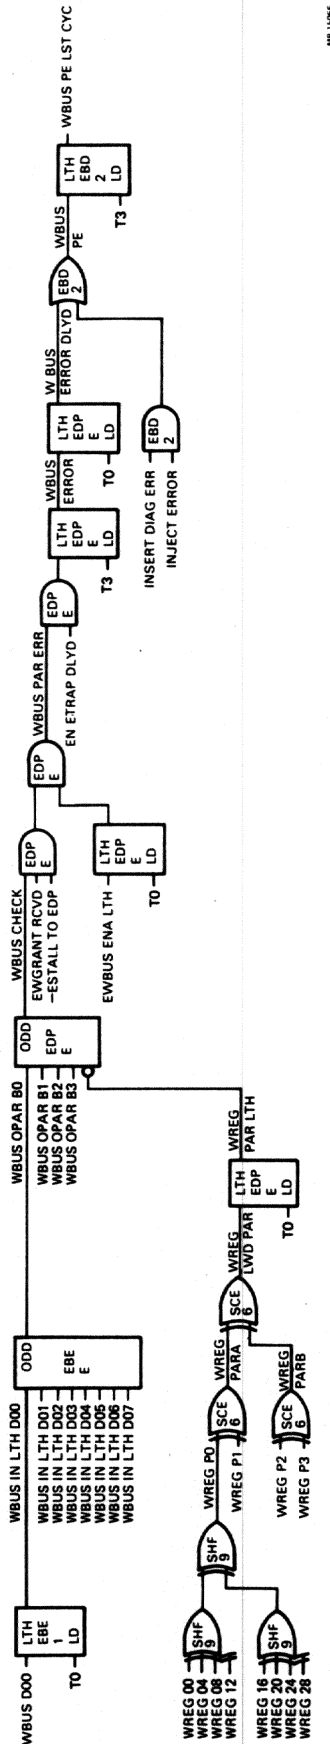 WBUS D00
T0
LTH
EBE
1
LD
WBUS IN LTH D00
WBUS IN LTH D01
WBUS IN LTH D02
WBUS IN LTH D03
WBUS IN LTH D04
WBUS IN LTH D05
WBUS IN LTH D06
WBUS IN LTH D07
ODD
EBE
E
WBUS OPAR B0
WBUS OPAR B1
WBUS OPAR B2
WBUS OPAR B3
ODD
EDP
E
WBUS CHECK
EWGRANT RCVD
-ESTALL TO EDP
EDP
E
EWBUS ENA LTH
T0
LTH
EDP
E
LD
EDP
E
WBUS PAR ERR
EN ETRAP DLYD
EDP
E
T3
LTH
EDP
E
LD
WBUS
ERROR
T0
LTH
EDP
E
LD
W BUS
ERROR DLYD
INSERT DIAG ERR
INJECT ERROR
EBD
2
EBD
2
WBUS
PE
T3
LTH
EBD
2
LD
WBUS PE LST CYC
WREG 00
WREG 04
WREG 08
WREG 12
SHF
9
WREG 16
WREG 20
WREG 24
WREG 28
SHF
9
SHF
9
WREG P0
WREG P1
SCE
6
WREG
PARA
WREG P2
WREG P3
SCE
6
WREG
PARB
SCE
6
WREG
LWD PAR
T0
LTH
EDP
E
LD
WREG
PAR LTH